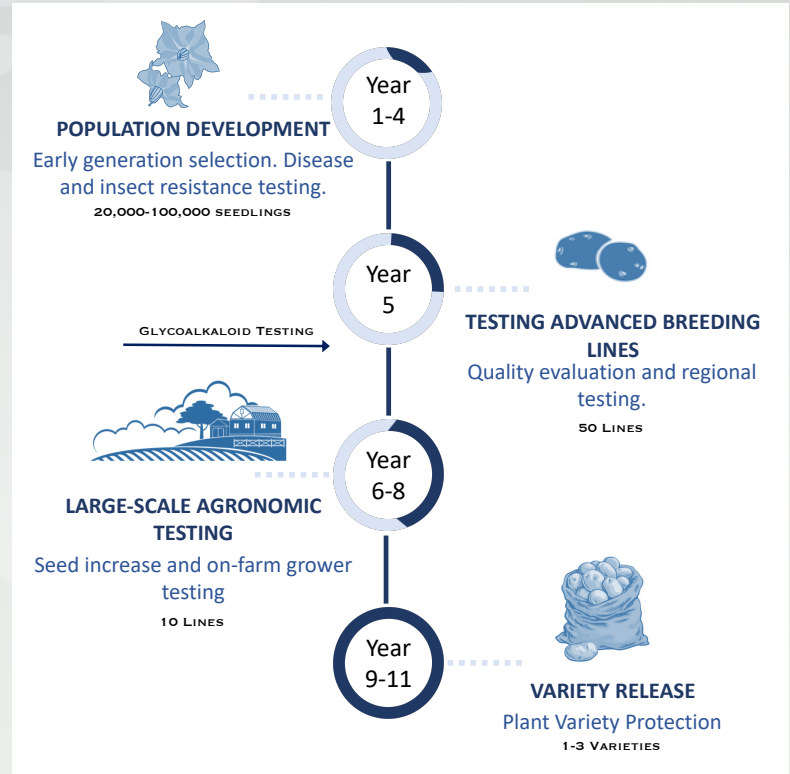 Year
1-4
POPULATION DEVELOPMENT
Early generation selection. Disease
and insect resistance testing.
20,000-100,000 SEEDLINGS
Year
5
TESTING ADVANCED BREEDING
LINES
Quality evaluation and regional
testing.
50 LINES
GLYCOALKALOID TESTING
Year
6-8
LARGE-SCALE AGRONOMIC
TESTING
Seed increase and on-farm grower
testing
10 LINES
Year
9-11
VARIETY RELEASE
Plant Variety Protection
1-3 VARIETIES